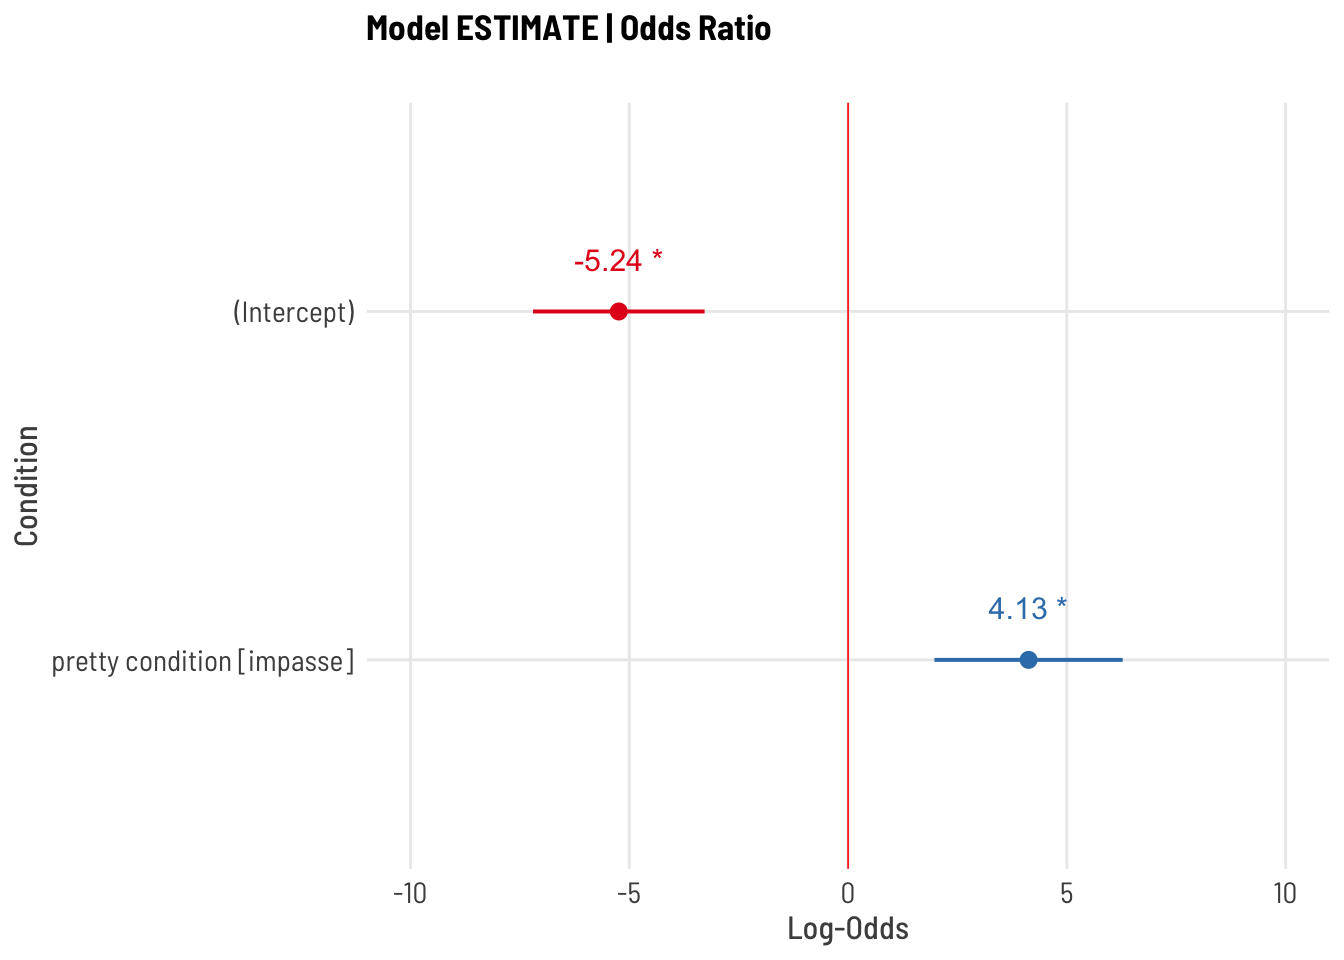 Model ESTIMATE | Odds Ratio
-5.24 *
(Intercept)
Condition
4.13 *
pretty condition [impasse]
-10 -5 0 5 10
Log-Odds